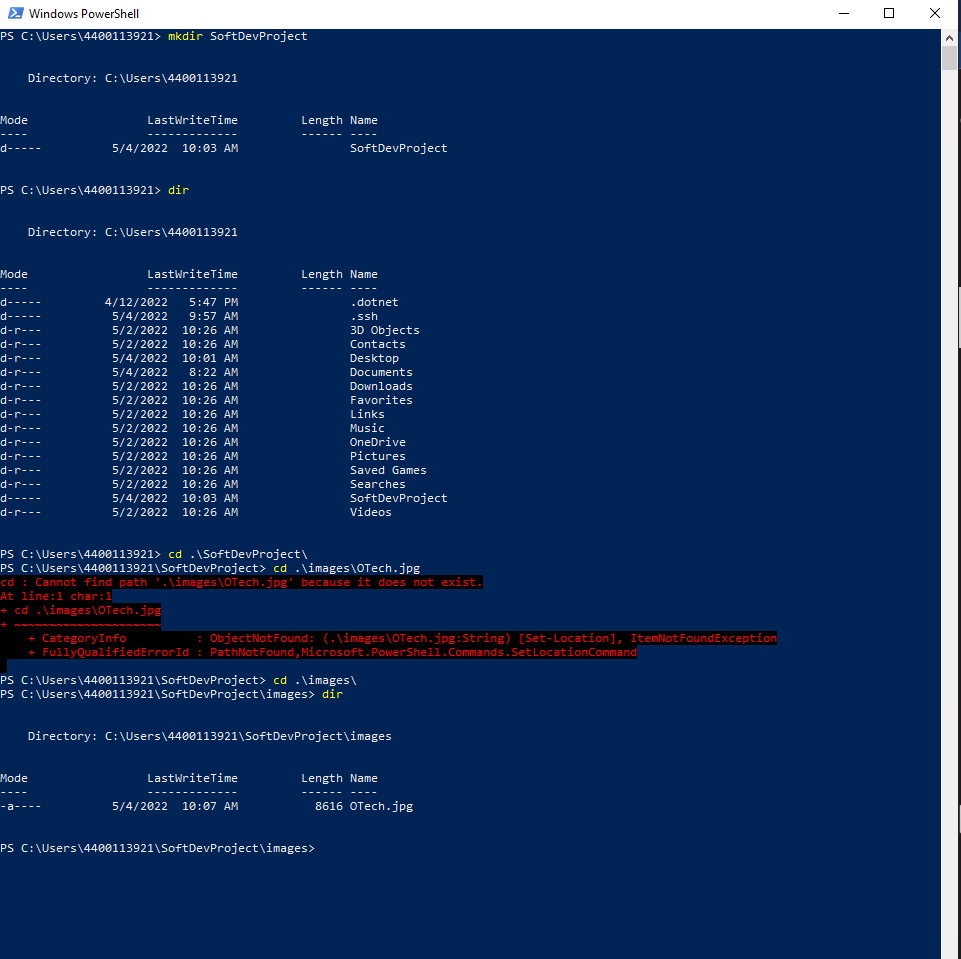 Windows PowerShell
PS C:\Users\4400113921> mkdir SoftDevProject
Directory: C:\Users\4400113921
Mode LastWriteTime Length Name
---- ------------- ------ ----
d----- 5/4/2022 10:03 AM SoftDevProject
PS C:\Users\4400113921> dir
Directory: C:\Users\4400113921
Mode LastWriteTime Length Name
---- ------------- ------ ----
d----- 4/12/2022 5:47 PM .dotnet
d----- 5/4/2022 9:57 AM .ssh
d-r--- 5/2/2022 10:26 AM 3D Objects
d-r--- 5/2/2022 10:26 AM Contacts
d-r--- 5/4/2022 10:01 AM Desktop
d-r--- 5/4/2022 8:22 AM Documents
d-r--- 5/2/2022 10:26 AM Downloads
d-r--- 5/2/2022 10:26 AM Favorites
d-r--- 5/2/2022 10:26 AM Links
d-r--- 5/2/2022 10:26 AM Music
d-r--- 5/2/2022 10:26 AM OneDrive
d-r--- 5/2/2022 10:26 AM Pictures
d-r--- 5/2/2022 10:26 AM Saved Games
d-r--- 5/2/2022 10:26 AM Searches
d----- 5/4/2022 10:03 AM SoftDevProject
d-r--- 5/2/2022 10:26 AM Videos
PS C:\Users\4400113921> cd .\SoftDevProject\
PS C:\Users\4400113921\SoftDevProject> cd .\images\OTech.jpg
cd : Cannot find path '.\images\OTech.jpg' because it does not exist.
At line:1 char:1
+ cd .\images\OTech.jpg
+ ~~~~~~~~~~~~~~~~~~~~~
+ CategoryInfo : ObjectNotFound: (.\images\OTech.jpg:String) [Set-Location], ItemNotFoundException
+ FullyQualifiedErrorId : PathNotFound,Microsoft.PowerShell.Commands.SetLocationCommand
PS C:\Users\4400113921\SoftDevProject> cd .\images\
PS C:\Users\4400113921\SoftDevProject\images> dir
Directory: C:\Users\4400113921\SoftDevProject\images
Mode LastWriteTime Length Name
---- ------------- ------ ----
-a---- 5/4/2022 10:07 AM 8616 OTech.jpg
PS C:\Users\4400113921\SoftDevProject\images>